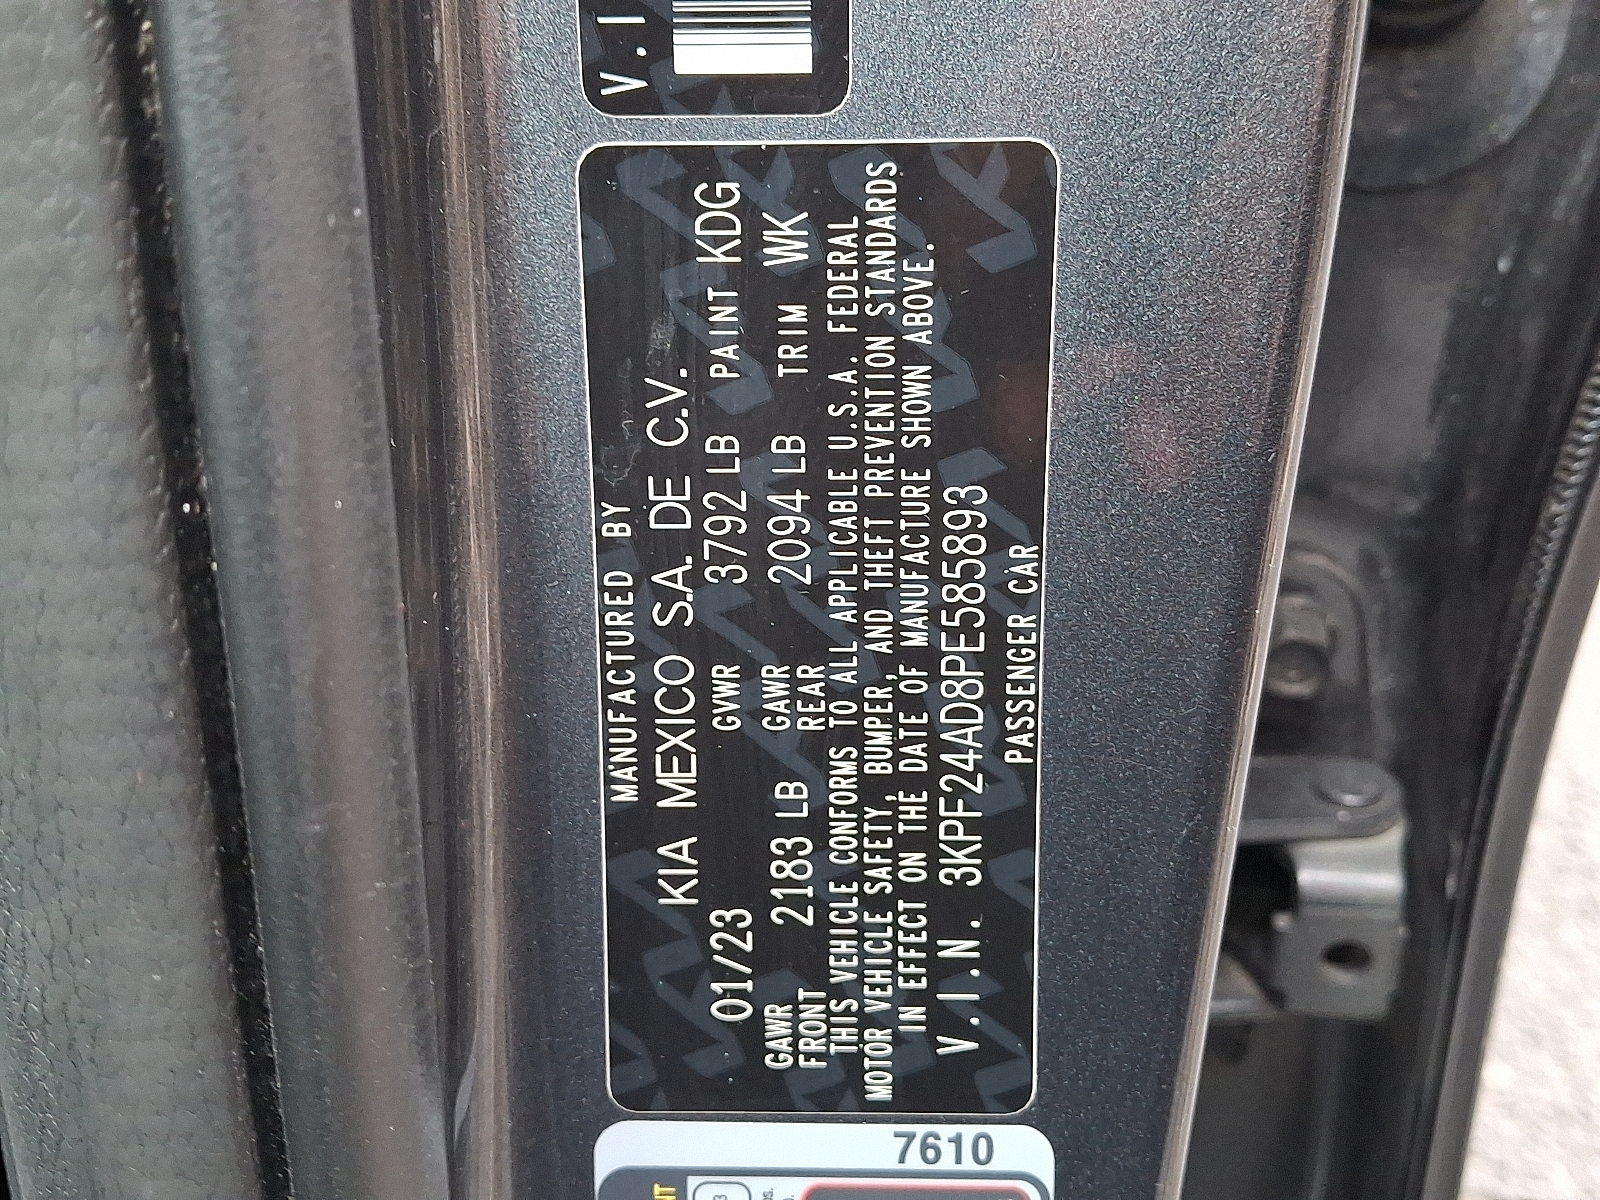 V.I
MANUFACTURED BY
KIA MEXICO S.A. DE C.V.
01/23 GVWR 3792 LB PAINT KDG
GAWR FRONT 2183 LB GAWR REAR 2094 LB TRIM WK
THIS VEHICLE CONFORMS TO ALL APPLICABLE U.S.A. FEDERAL
MOTOR VEHICLE SAFETY, BUMPER, AND THEFT PREVENTION STANDARDS
IN EFFECT ON THE DATE OF MANUFACTURE SHOWN ABOVE.
V.I.N. 3KPF24AD8PE585893
PASSENGER CAR
7610
NT
3